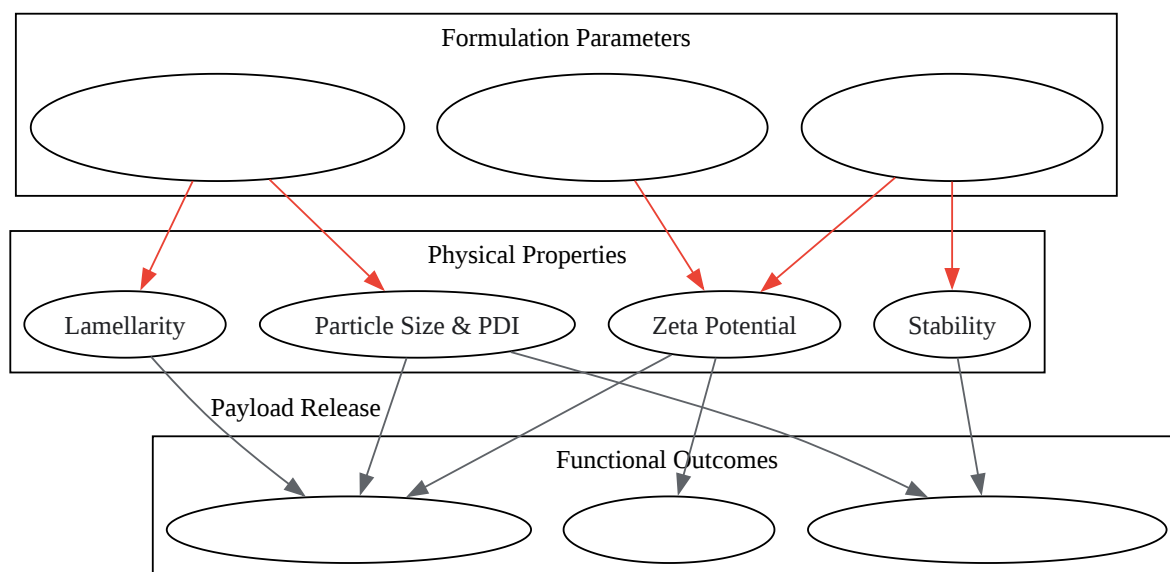 Formulation Parameters
Physical Properties
Lamellarity
Particle Size & PDI
Zeta Potential
Stability
Payload Release
Functional Outcomes